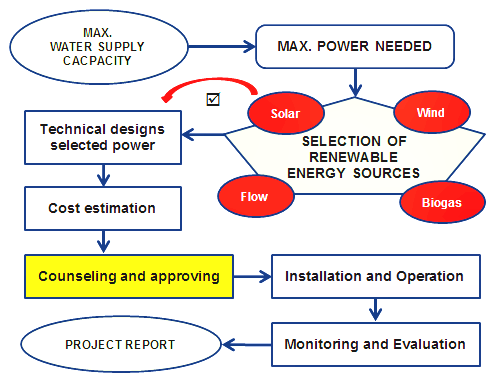 MAX.
WATER SUPPLY
CACPACITY
MAX. POWER NEEDED
Solar
Wind
Technical designs
selected power
SELECTION OF
RENEWABLE
ENERGY SOURCES
Flow
Biogas
Cost estimation
Counseling and approving
Installation and Operation
PROJECT REPORT
Monitoring and Evaluation